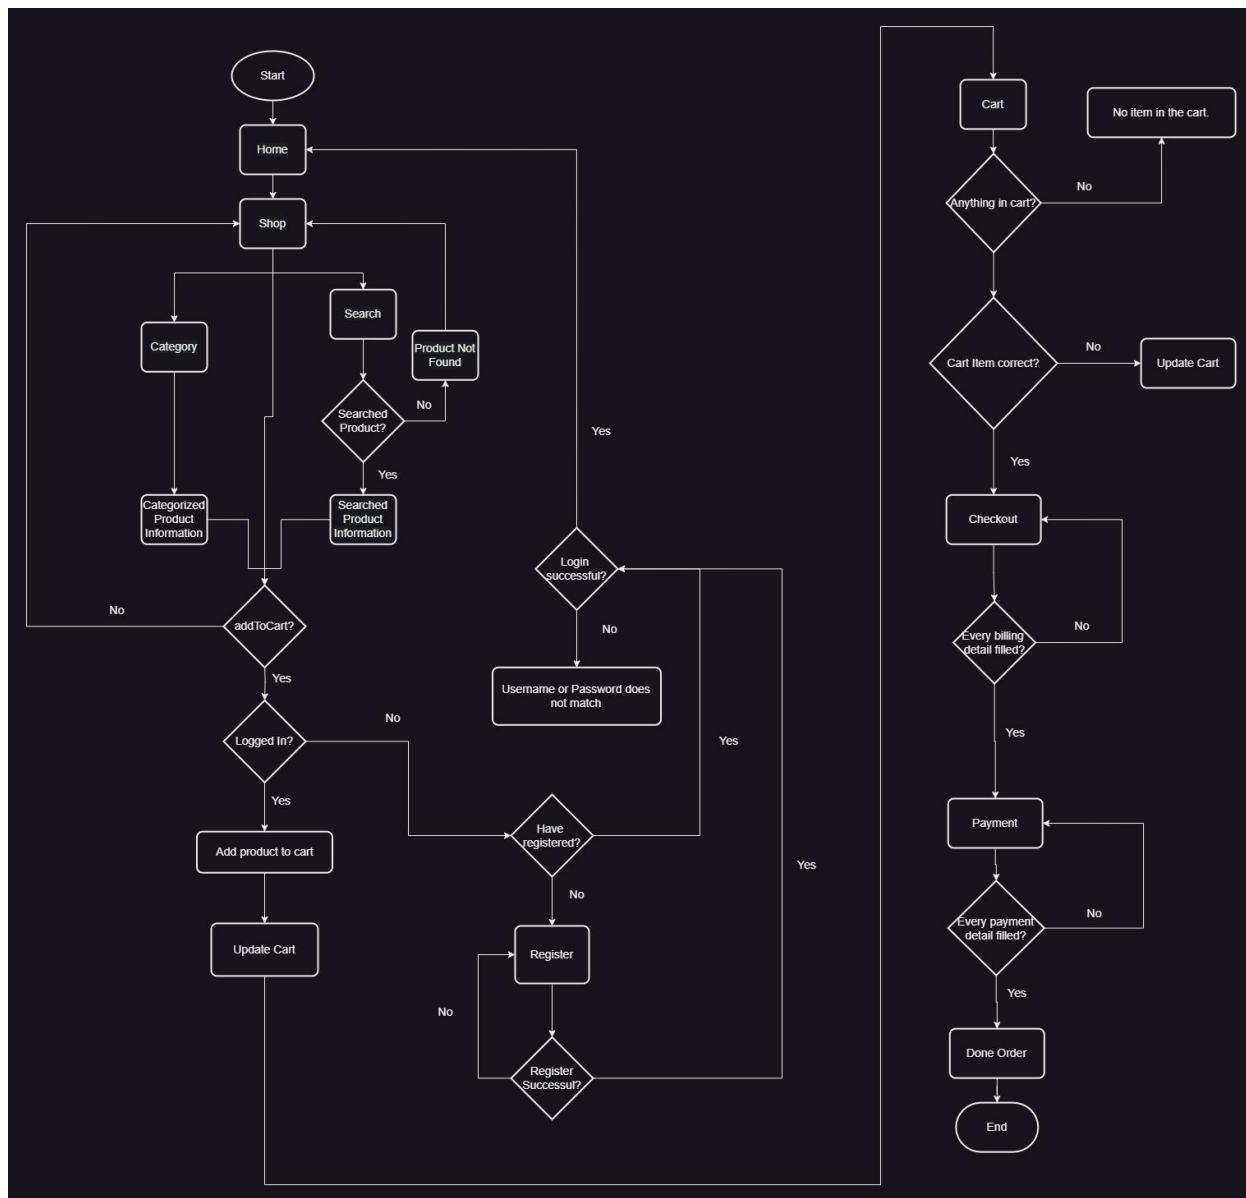 Start
Home
Shop
Category
Search
Product Not
Found
Searched
Product?
No
Yes
Categorized
Product
Information
Searched
Product
Information
addToCart?
No
Yes
Logged In?
No
Yes
Add product to cart
Update Cart
Yes
Login
successful?
No
Username or Password does
not match
Yes
Have
registered?
No
Yes
Register
No
Register
Successul?
Cart
No item in the cart.
Anything in cart?
No
Cart Item correct?
No
Update Cart
Yes
Checkout
Every billing
detail filled?
No
Yes
Payment
Every payment
detail filled?
No
Yes
Done Order
End